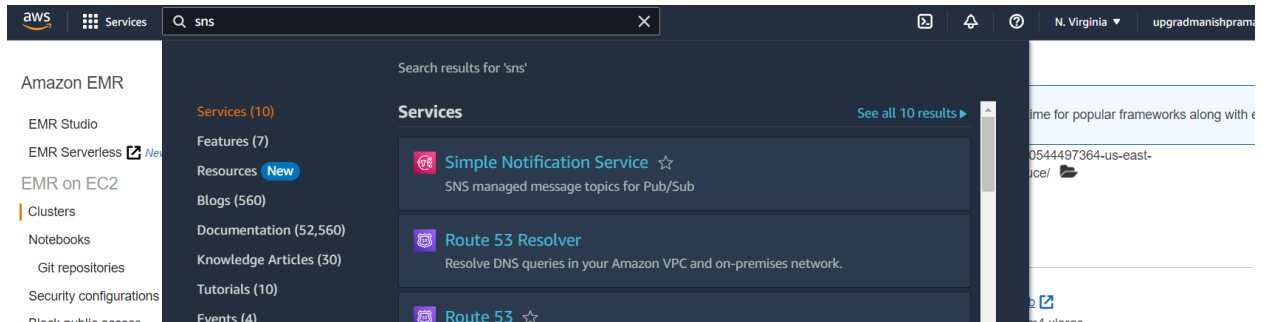 aws
Services
sns
N. Virginia
Amazon EMR
EMR Studio
EMR Serverless
EMR on EC2
Clusters
Notebooks
Git repositories
Security configurations
Search results for 'sns'
Services (10)
Features (7)
Resources New
Blogs (560)
Documentation (52,560)
Knowledge Articles (30)
Tutorials (10)
Events (4)
Services
See all 10 results
Simple Notification Service
SNS managed message topics for Pub/Sub
Route 53 Resolver
Resolve DNS queries in your Amazon VPC and on-premises network.
Route 53
for popular frameworks along with
0544497364-us-east-